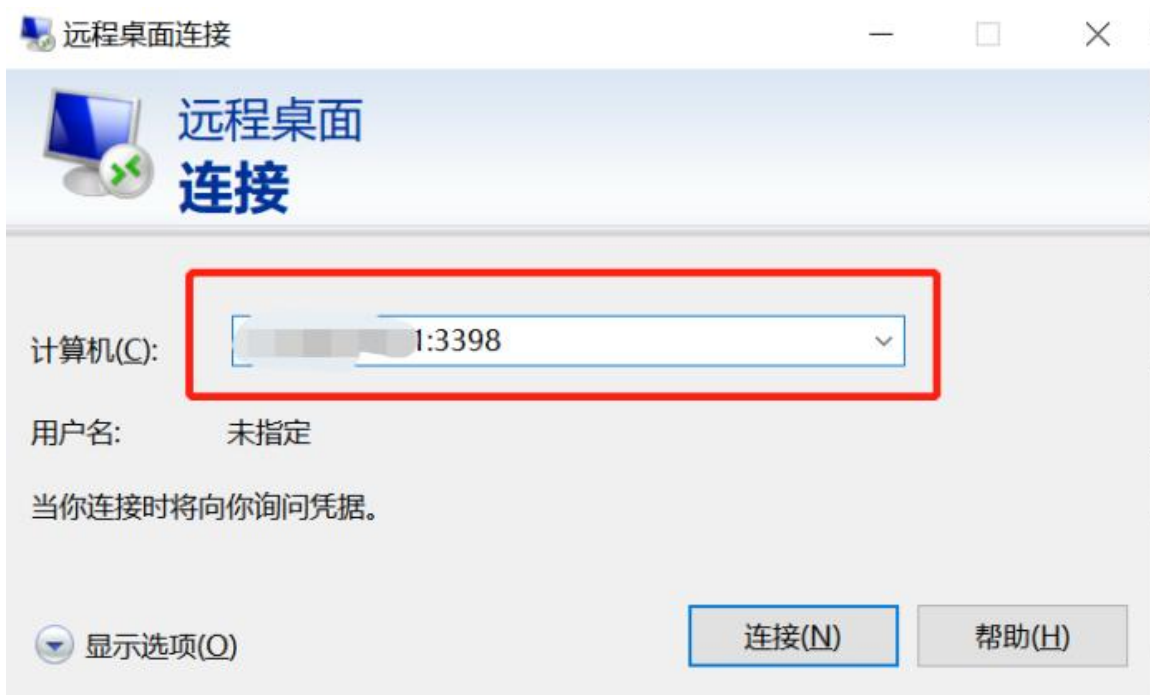 远程桌面连接
远程桌面
连接
计算机(C):
1:3398
用户名:
未指定
当你连接时将向你询问凭据。
显示选项(O)
连接(N)
帮助(H)